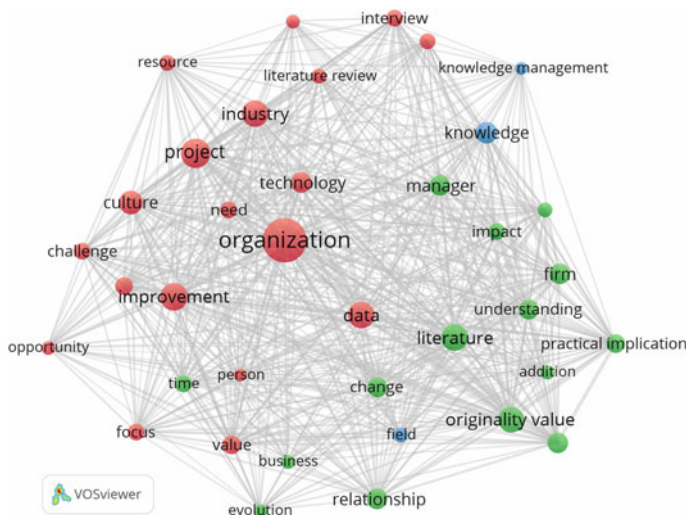 interview
resource
literature review
knowledge management
industry
knowledge
project
technology
manager
culture
need
impact
organization
challenge
firm
improvement
understanding
data
literature
practical implication
opportunity
person
addition
time
change
originality value
focus
value
field
business
relationship
evolution
VOSviewer